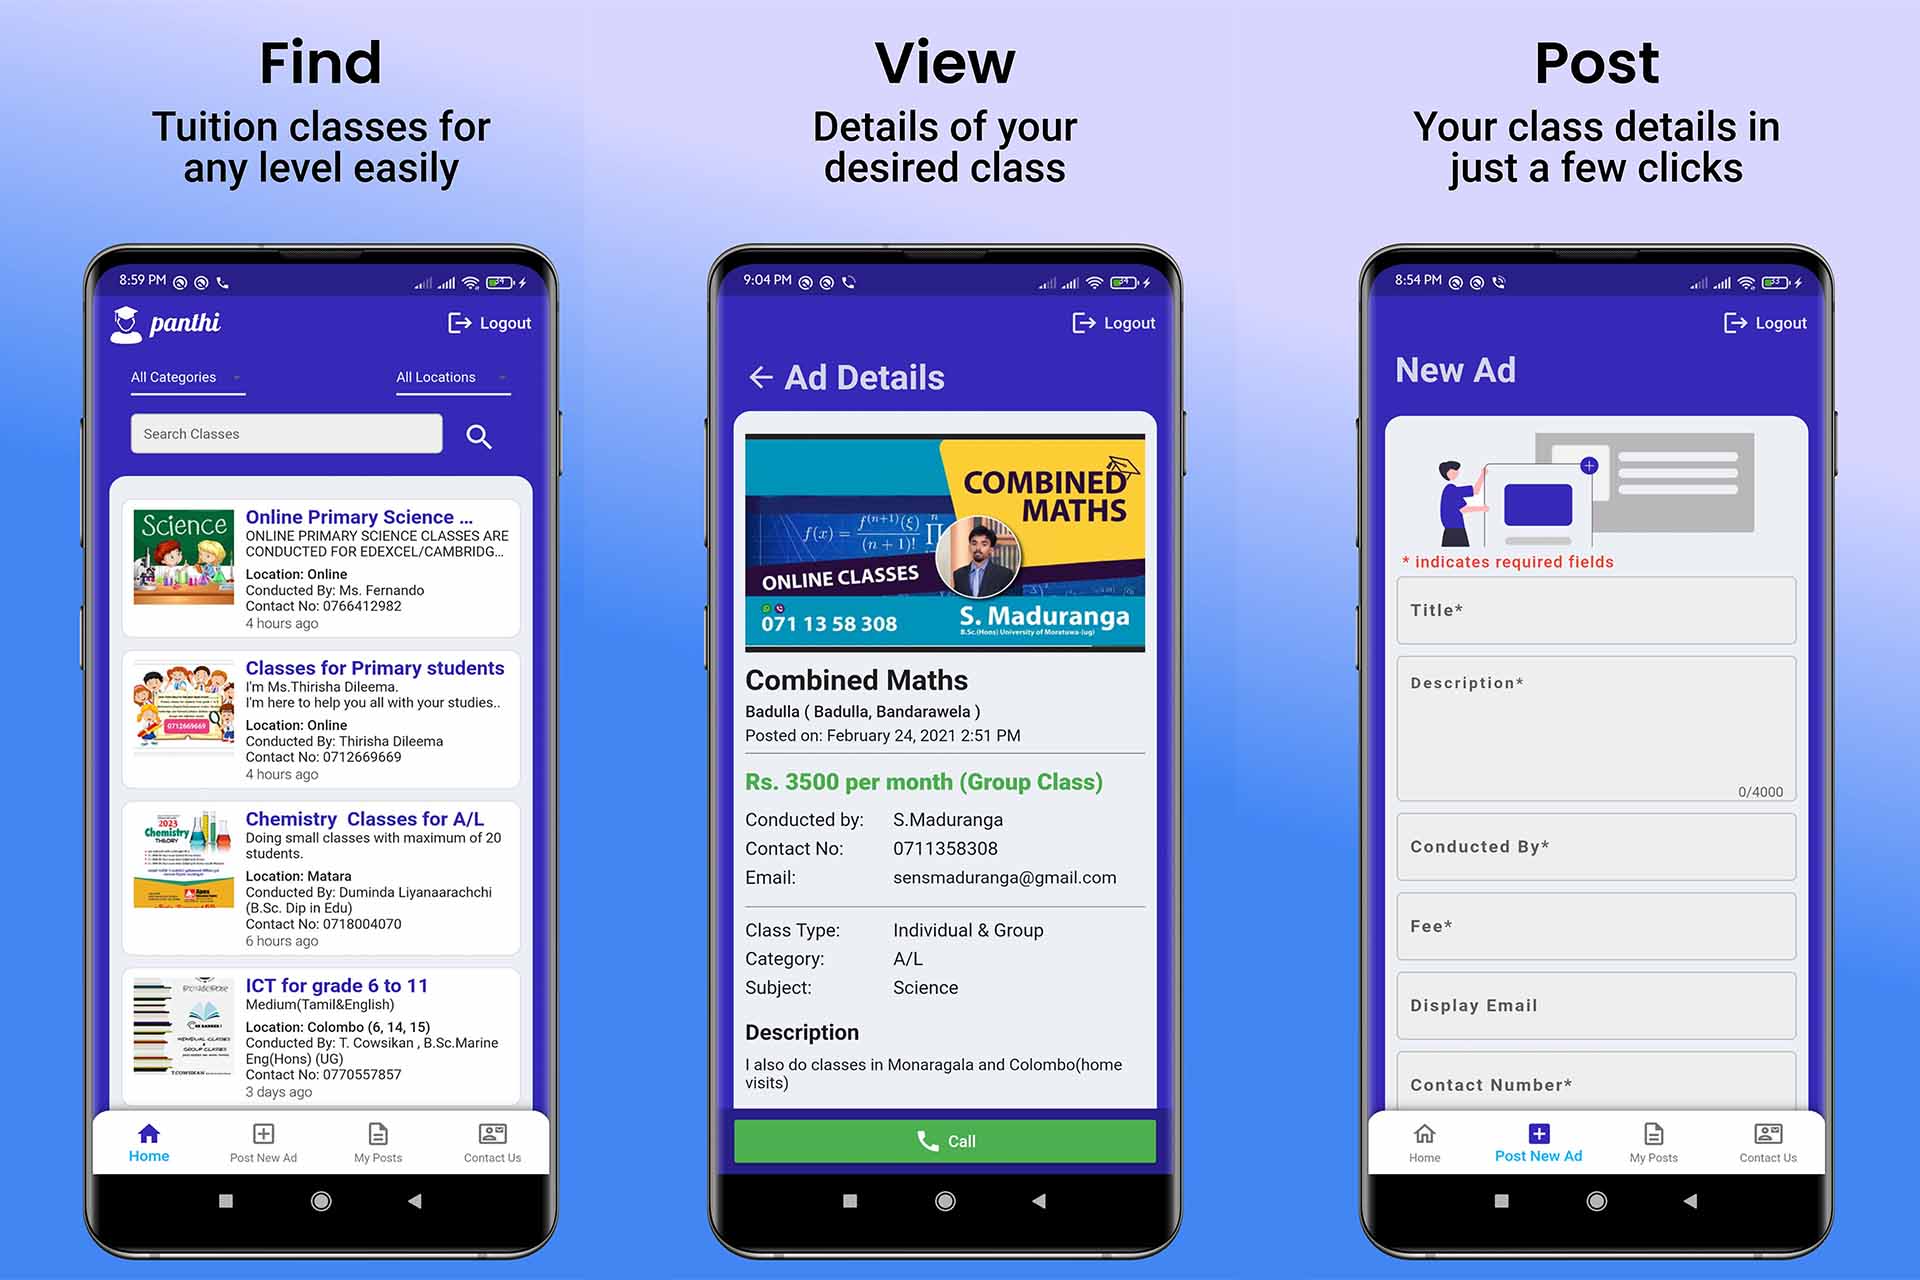 Find
Tuition classes for
any level easily
8:59 PM
panthi
Logout
All Categories
All Locations
Search Classes
Science
Online Primary Science ...
ONLINE PRIMARY SCIENCE CLASSES ARE
CONDUCTED FOR EDEXCEL/CAMBRIDG...
Location: Online
Conducted By: Ms. Fernando
Contact No: 0766412982
4 hours ago
0712669669
Classes for Primary students
I'm Ms.Thirisha Dileema.
I'm here to help you all with your studies..
Location: Online
Conducted By: Thirisha Dileema
Contact No: 0712669669
4 hours ago
2023
Chemistry
THEORY
Chemistry  Classes for A/L
Doing small classes with maximum of 20
students.
Location: Matara
Conducted By: Duminda Liyanaarachchi
(B.Sc. Dip in Edu)
Contact No: 0718004070
6 hours ago
INDIVIDUAL CLASSES
GROUP CLASSES
T.COWSIKAN
ICT for grade 6 to 11
Medium(Tamil&English)
Location: Colombo (6, 14, 15)
Conducted By: T. Cowsikan , B.Sc.Marine
Eng(Hons) (UG)
Contact No: 0770557857
3 days ago
Home
Post New Ad
My Posts
Contact Us
View
Details of your
desired class
9:04 PM
Logout
Ad Details
COMBINED
MATHS
f(x) = f(n+1)(ξ) / (n + 1)! ∏ n
ONLINE CLASSES
071 13 58 308
S. Maduranga
B.Sc.(Hons) University of Moratuwa-(ug)
Combined Maths
Badulla ( Badulla, Bandarawela )
Posted on: February 24, 2021 2:51 PM
Rs. 3500 per month (Group Class)
Conducted by: S.Maduranga
Contact No: 0711358308
Email: sensmaduranga@gmail.com
Class Type: Individual & Group
Category: A/L
Subject: Science
Description
I also do classes in Monaragala and Colombo(home
visits)
Call
Post
Your class details in
just a few clicks
8:54 PM
Logout
New Ad
* indicates required fields
Title*
Description*
0/4000
Conducted By*
Fee*
Display Email
Contact Number*
Home
Post New Ad
My Posts
Contact Us